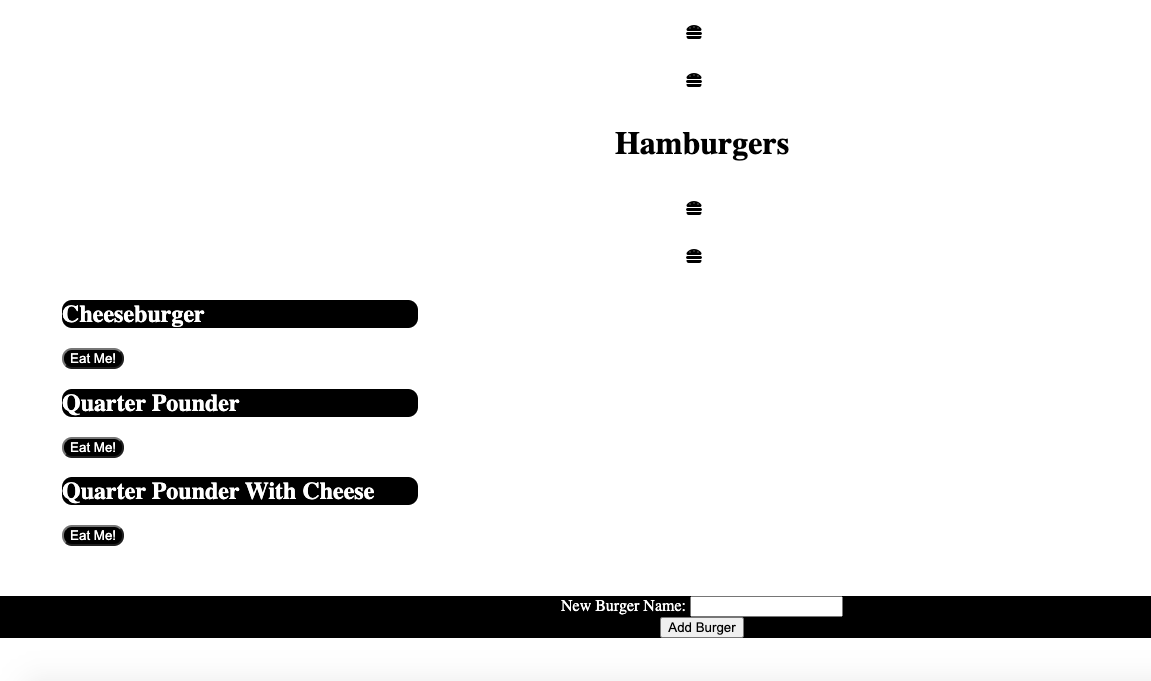 Hamburgers
Cheeseburger
Eat Me!
Quarter Pounder
Eat Me!
Quarter Pounder With Cheese
Eat Me!
New Burger Name:
Add Burger